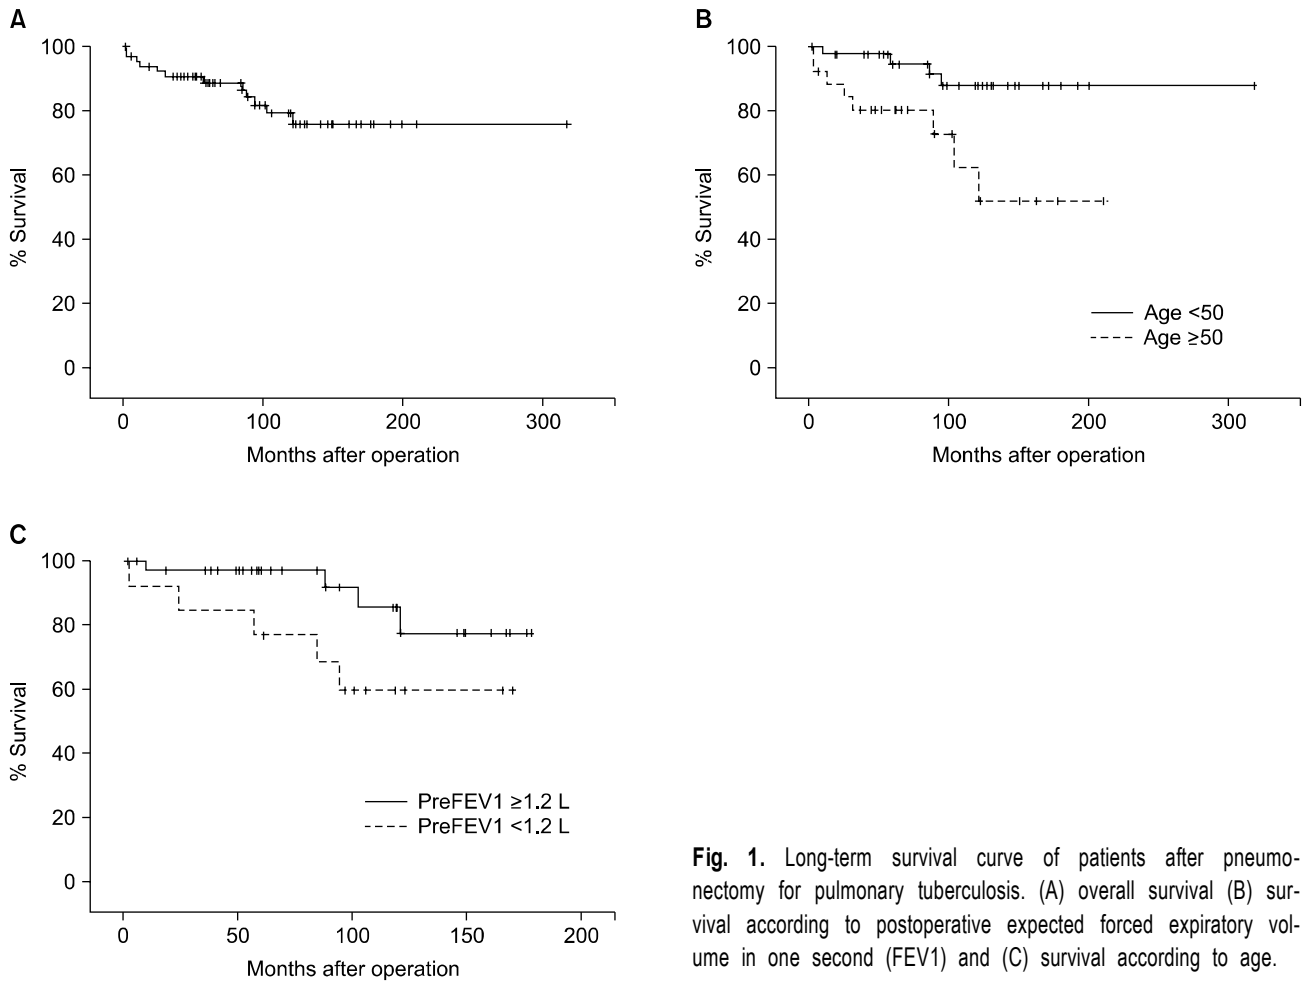 A
100
80
60
40
20
0
% Survival
0 100 200 300
Months after operation
B
100
80
60
40
20
0
% Survival
Age <50
Age ≥50
0 100 200 300
Months after operation
C
100
80
60
40
20
0
% Survival
PreFEV1 ≥1.2 L
PreFEV1 <1.2 L
0 50 100 150 200
Months after operation
Fig. 1. Long-term survival curve of patients after pneumo-
nectomy for pulmonary tuberculosis. (A) overall survival (B) sur-
vival according to postoperative expected forced expiratory vol-
ume in one second (FEV1) and (C) survival according to age.